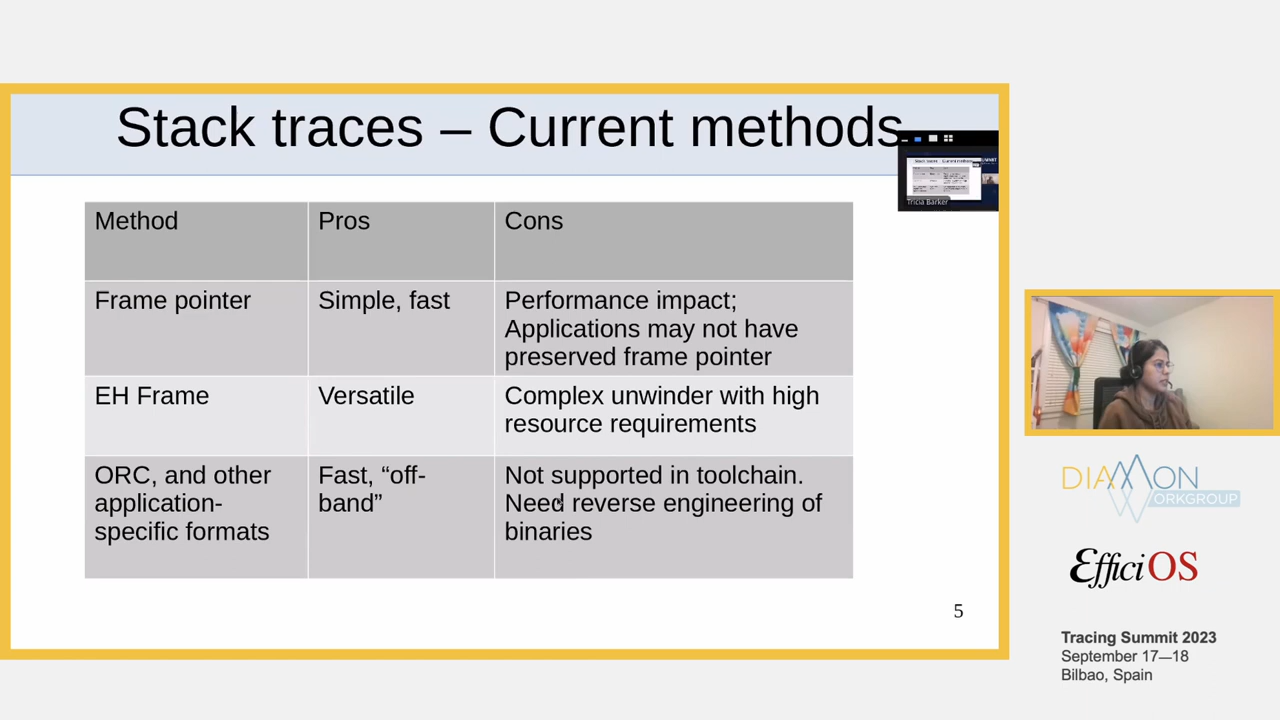 Stack traces – Current methods
Method
Pros
Cons
Frame pointer
Simple, fast
Performance impact;
Applications may not have
preserved frame pointer
EH Frame
Versatile
Complex unwinder with high
resource requirements
ORC, and other
application-
specific formats
Fast, “off-
band”
Not supported in toolchain.
Need reverse engineering of
binaries
5
Tricia Barker
DIAMON
WORKGROUP
EfficiOS
Tracing Summit 2023
September 17—18
Bilbao, Spain